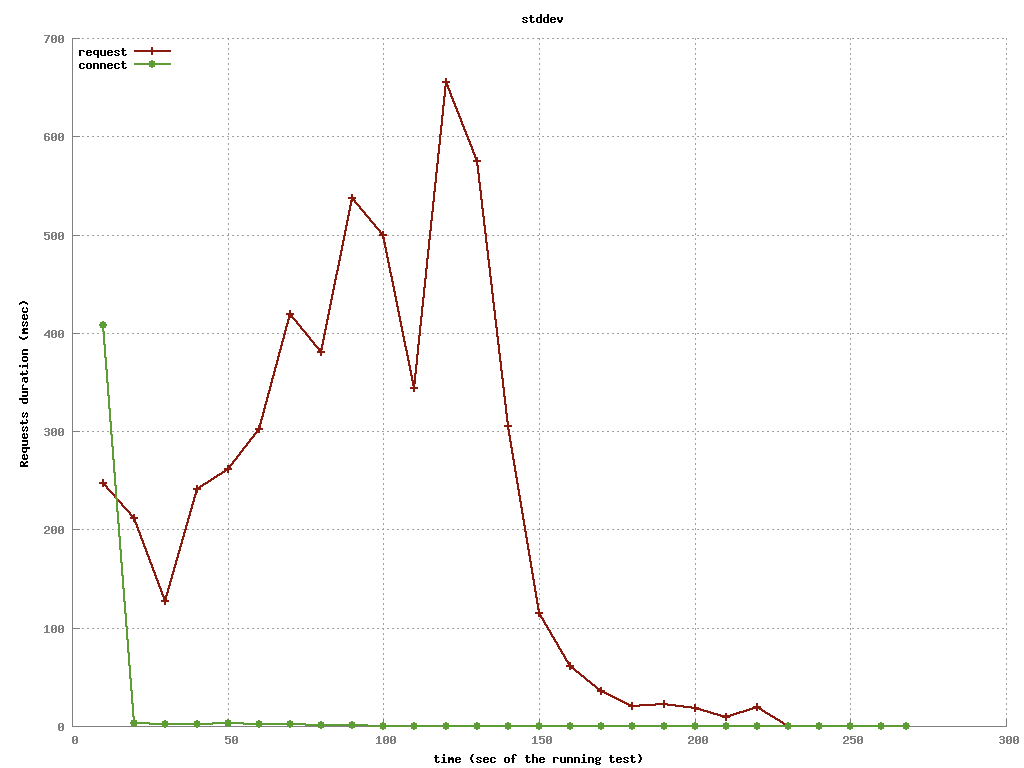 stddev
request
connect
700
600
500
400
300
200
100
0
Requests duration (msec)
0 50 100 150 200 250 300
time (sec of the running test)